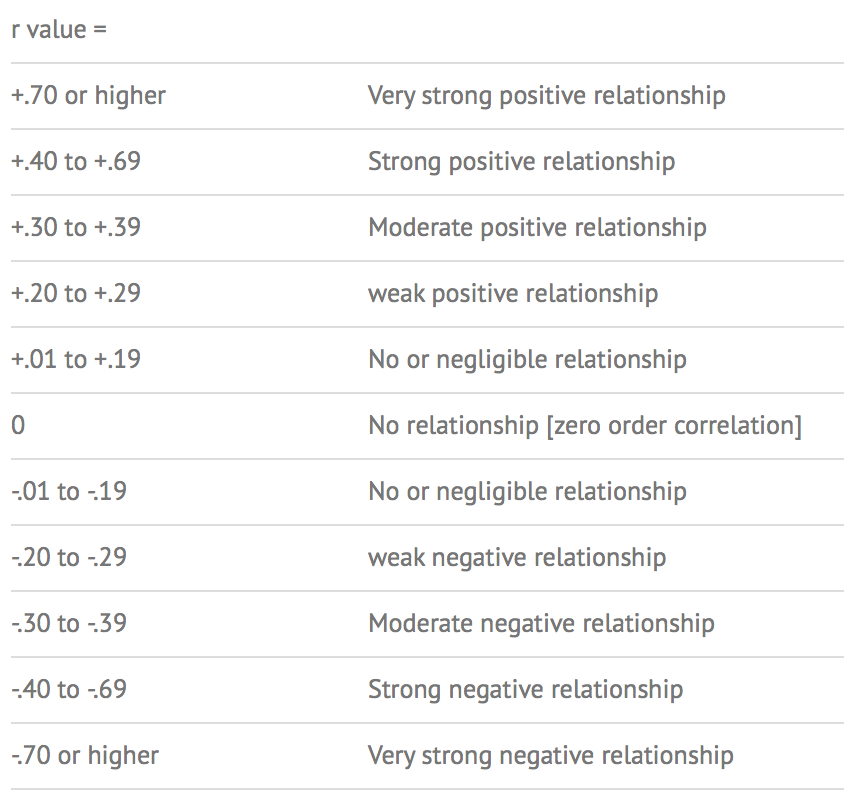 r value =
+.70 or higher Very strong positive relationship
+.40 to +.69 Strong positive relationship
+.30 to +.39 Moderate positive relationship
+.20 to +.29 weak positive relationship
+.01 to +.19 No or negligible relationship
0 No relationship [zero order correlation]
-.01 to -.19 No or negligible relationship
-.20 to -.29 weak negative relationship
-.30 to -.39 Moderate negative relationship
-.40 to -.69 Strong negative relationship
-.70 or higher Very strong negative relationship